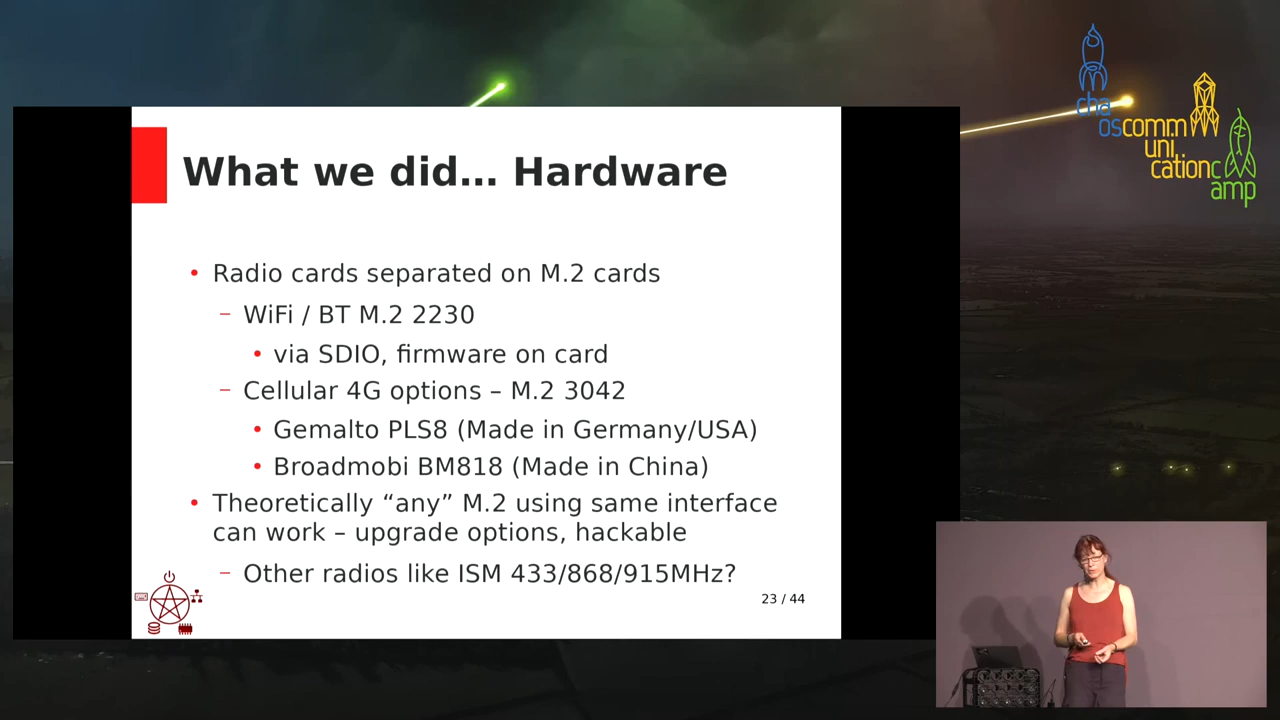 What we did... Hardware
• Radio cards separated on M.2 cards
– WiFi / BT M.2 2230
• via SDIO, firmware on card
– Cellular 4G options – M.2 3042
• Gemalto PLS8 (Made in Germany/USA)
• Broadmobi BM818 (Made in China)
• Theoretically “any” M.2 using same interface
can work – upgrade options, hackable
– Other radios like ISM 433/868/915MHz?
23 / 44
cha
oscomm
uni
cationc
amp